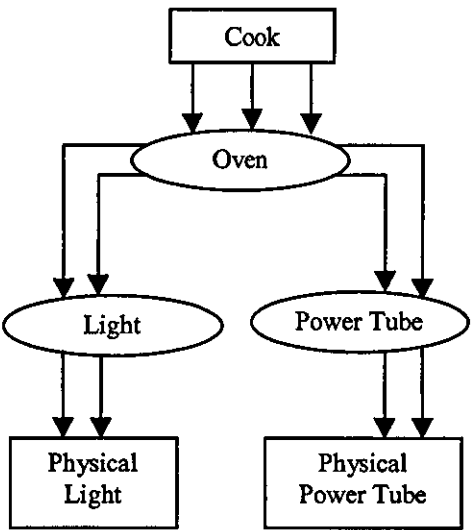 Cook
Oven
Light
Power Tube
Physical
Light
Physical
Power Tube